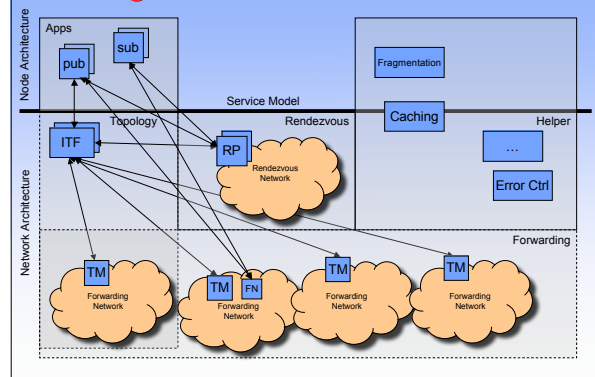 Apps
Node Architecture
pub
sub
Fragmentation
Service Model
Caching
Topology
Rendezvous
Helper
ITF
RP
Rendezvous
Network
...
Error Ctrl
Network Architecture
Forwarding
TM
Forwarding
Network
TM
FN
Forwarding
Network
TM
Forwarding
Network
TM
Forwarding
Network